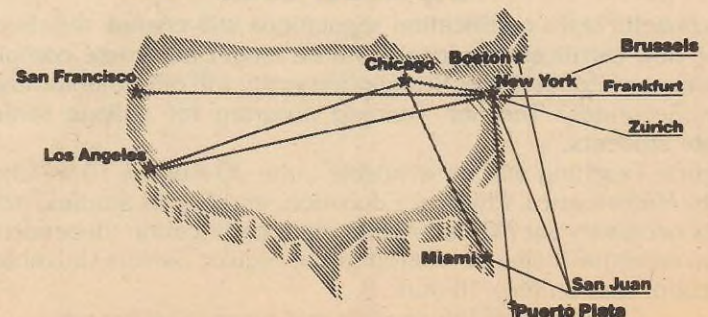 Boston
Brussels
Chicago
San Francisco
New York
Frankfurt
Zürich
Los Angeles
Miami
San Juan
Puerto Plata